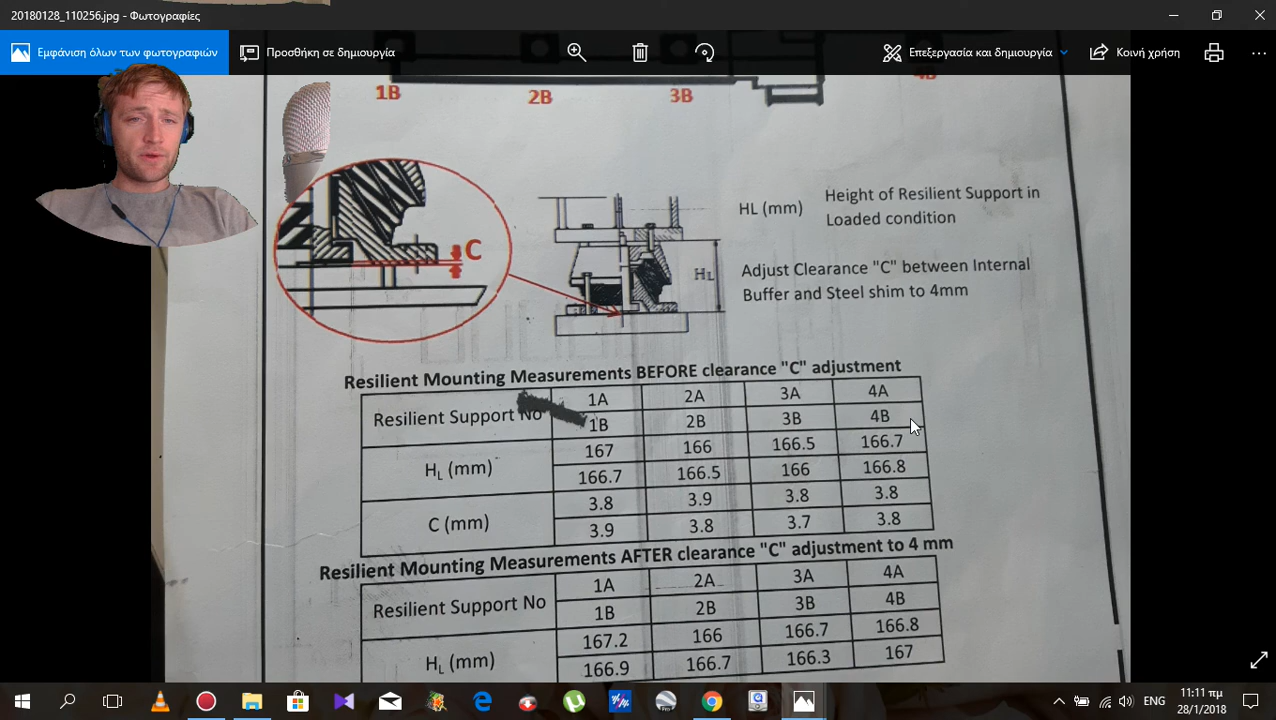 20180128_110256.jpg - Φωτογραφίες
Εμφάνιση όλων των φωτογραφιών
Προσθήκη σε δημιουργία
Επεξεργασία και δημιουργία
Κοινή χρήση
1B 2B 3B 4B
C
HL
HL (mm) Height of Resilient Support in
Loaded condition
Adjust Clearance "C" between Internal
Buffer and Steel shim to 4mm
Resilient Mounting Measurements BEFORE clearance "C" adjustment
Resilient Support No 1A 2A 3A 4A
1B 2B 3B 4B
HL (mm) 167 166 166.5 166.7
166.7 166.5 166 166.8
C (mm) 3.8 3.9 3.8 3.8
3.9 3.8 3.7 3.8
Resilient Mounting Measurements AFTER clearance "C" adjustment to 4 mm
Resilient Support No 1A 2A 3A 4A
1B 2B 3B 4B
HL (mm) 167.2 166 166.7 166.8
166.9 166.7 166.3 167
ENG
11:11 πμ
28/1/2018